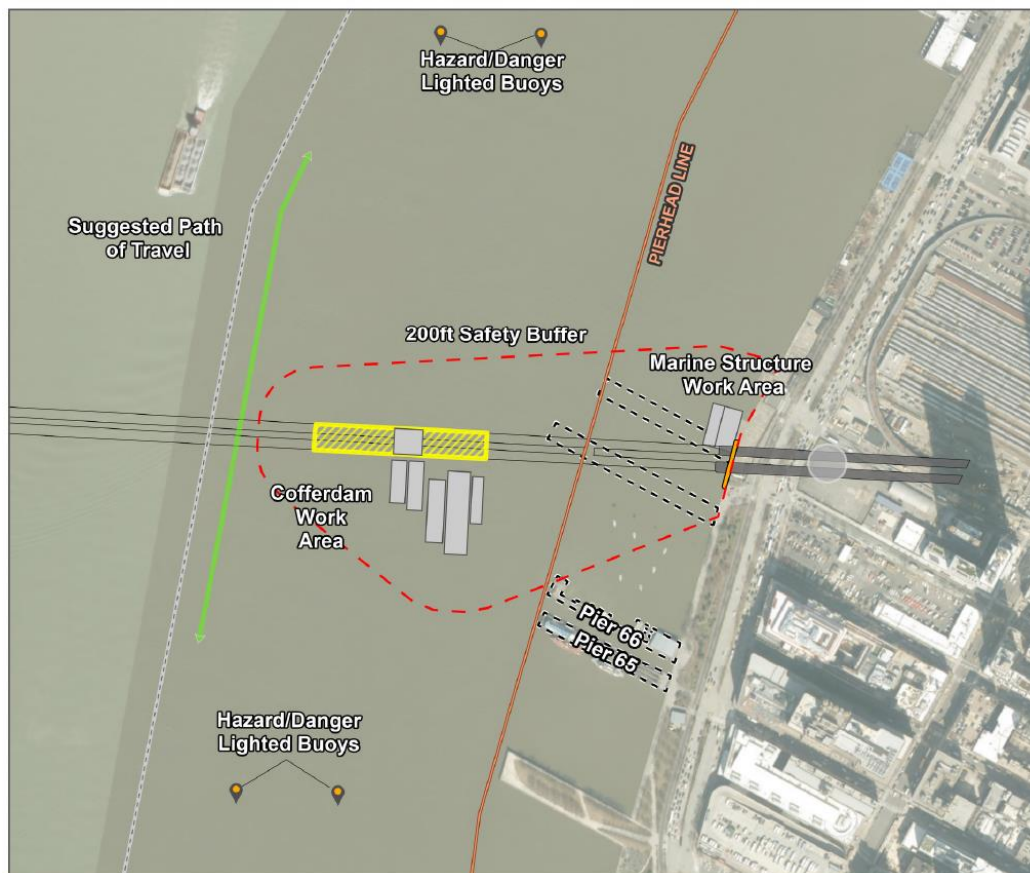 Hazard/Danger
Lighted Buoys
PIERHEAD LINE
Suggested Path
of Travel
200ft Safety Buffer
Marine Structure
Work Area
Cofferdam
Work
Area
Pier 66
Pier 65
Hazard/Danger
Lighted Buoys